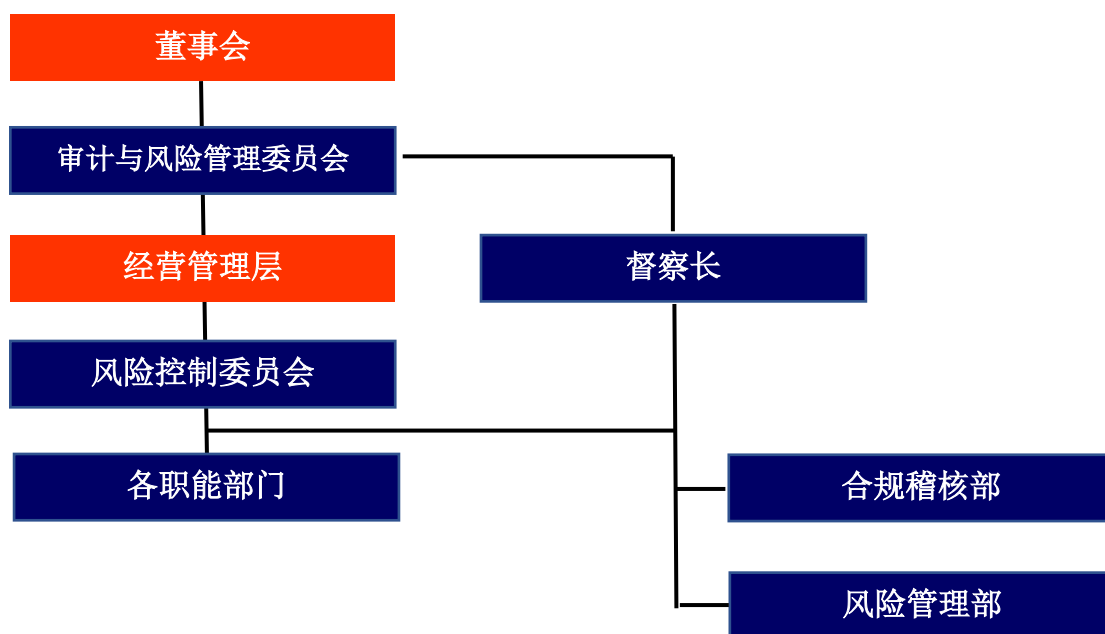 董事会
审计与风险管理委员会
经营管理层
督察长
风险控制委员会
各职能部门
合规稽核部
风险管理部